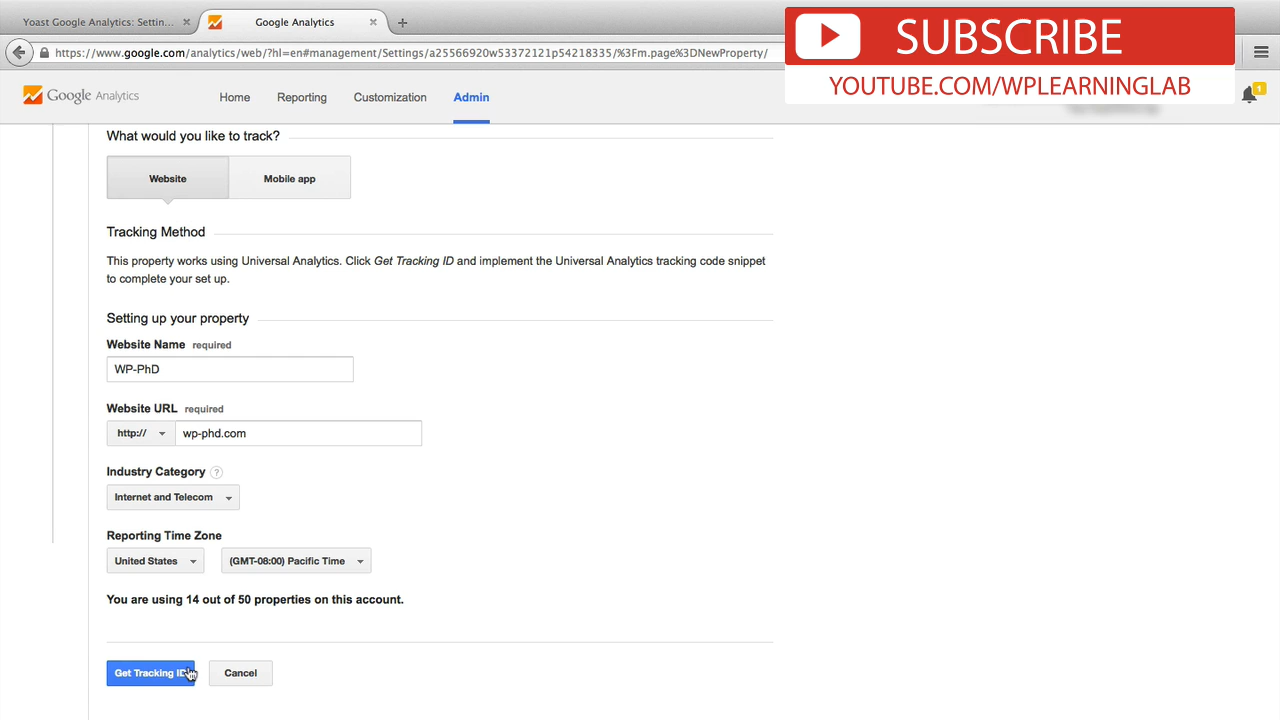 Yoast Google Analytics: Settin...
Google Analytics
SUBSCRIBE
https://www.google.com/analytics/web/?hl=en#management/Settings/a25566920w53372121p54218335/%3Fm.page%3DNewProperty/
YOUTUBE.COM/WPLEARNINGLAB
Google Analytics
Home
Reporting
Customization
Admin
1
What would you like to track?
Website
Mobile app
Tracking Method
This property works using Universal Analytics. Click Get Tracking ID and implement the Universal Analytics tracking code snippet
to complete your set up.
Setting up your property
Website Name required
WP-PhD
Website URL required
http://
wp-phd.com
Industry Category ?
Internet and Telecom
Reporting Time Zone
United States
(GMT-08:00) Pacific Time
You are using 14 out of 50 properties on this account.
Get Tracking ID
Cancel